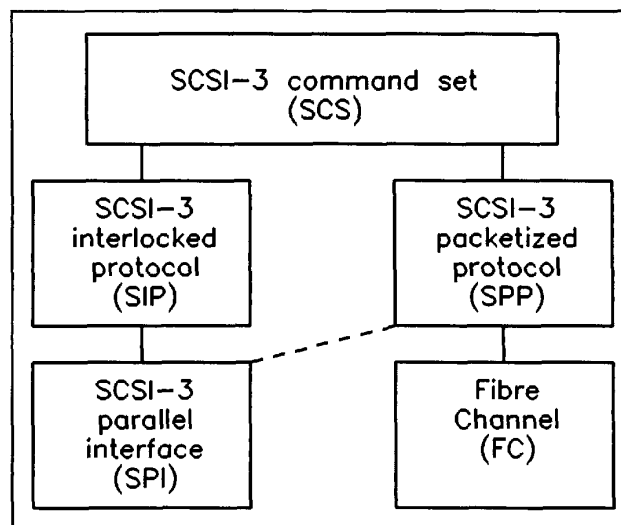 SCSI-3 command set
(SCS)
SCSI-3
interlocked
protocol
(SIP)
SCSI-3
packetized
protocol
(SPP)
SCSI-3
parallel
interface
(SPI)
Fibre
Channel
(FC)